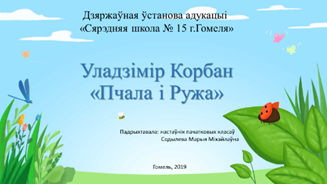 Дзяржаўная ўстанова адукацыі
«Сярэдняя школа № 15 г.Гомеля»
Уладзімір Корбан
«Пчала і Ружа»
Падрыхтавала: настаўнік пачатковых класаў
Содылева Марыя Міхайлаўна
Гомель, 2019